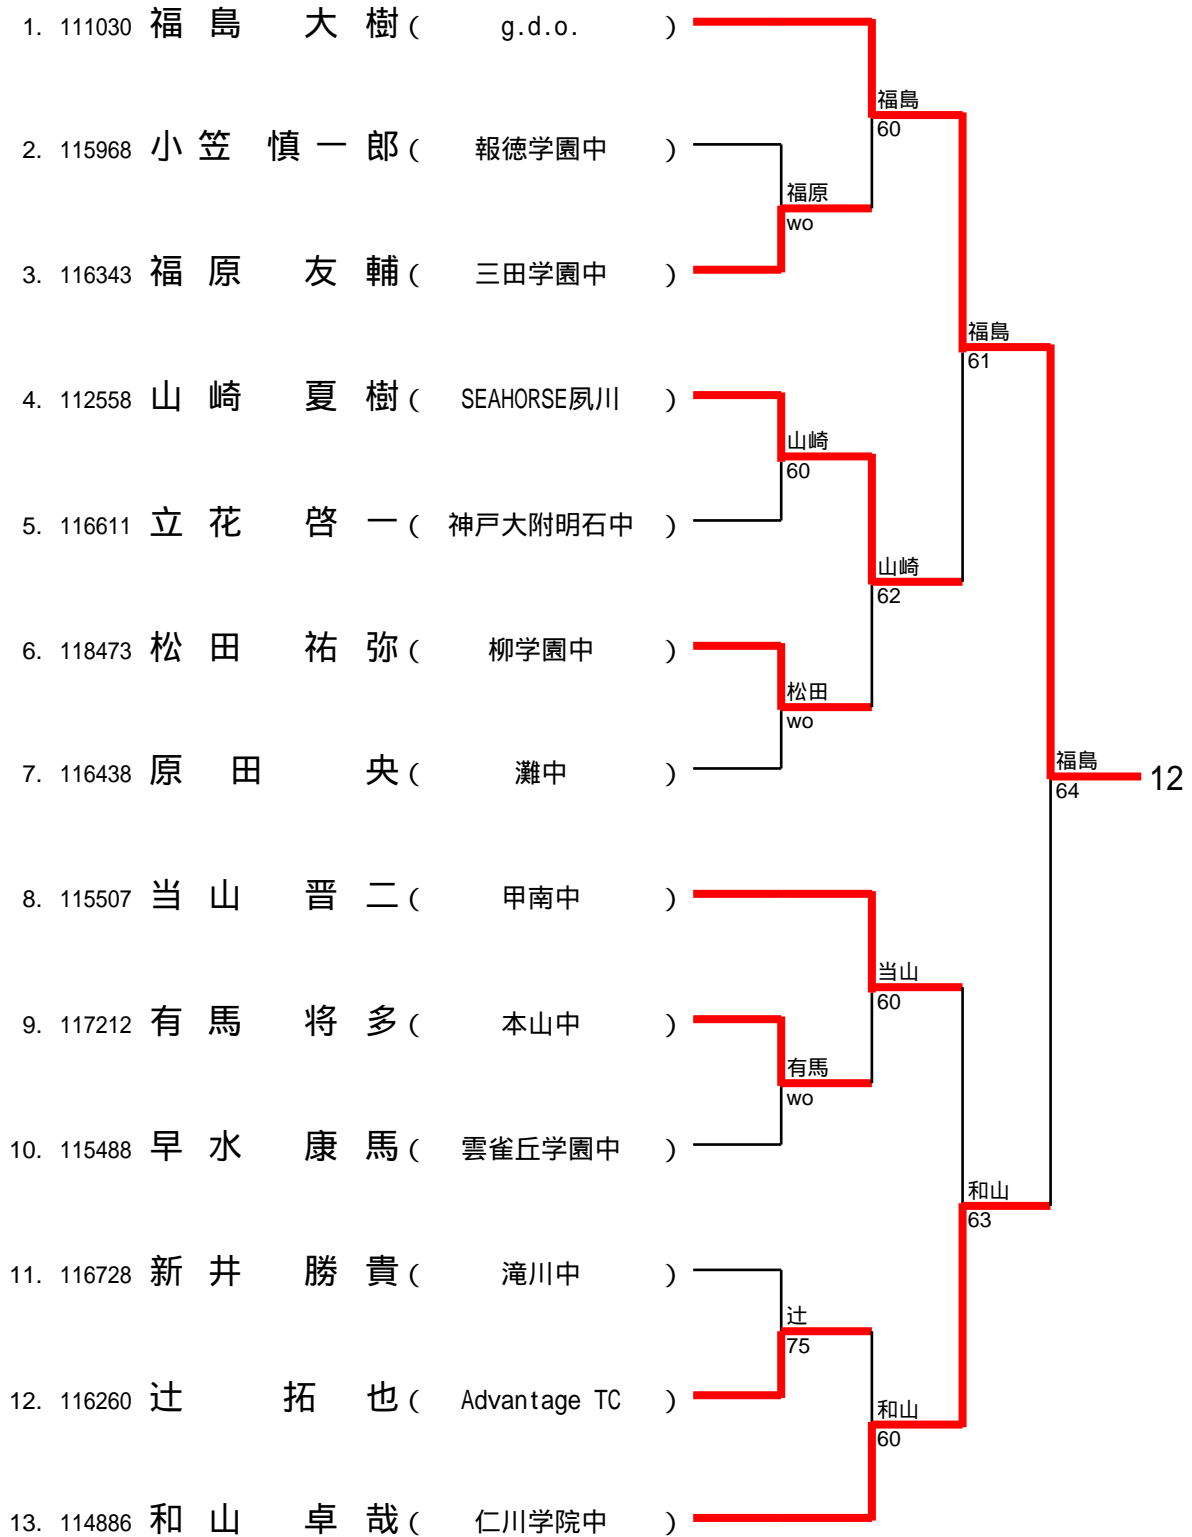 1. 111030 福島 大樹 ( g.d.o. )
福島
60
2. 115968 小笠 慎一郎 ( 報徳学園中 )
福原
wo
3. 116343 福原 友輔 ( 三田学園中 )
福島
61
4. 112558 山崎 夏樹 ( SEAHORSE夙川 )
山崎
60
5. 116611 立花 啓一 ( 神戸大附明石中 )
山崎
62
6. 118473 松田 祐弥 ( 柳学園中 )
松田
wo
7. 116438 原田 央 ( 灘中 )
福島
64
12
8. 115507 当山 晋二 ( 甲南中 )
当山
60
9. 117212 有馬 将多 ( 本山中 )
有馬
wo
10. 115488 早水 康馬 ( 雲雀丘学園中 )
和山
63
11. 116728 新井 勝貴 ( 滝川中 )
辻
75
12. 116260 辻 拓也 ( Advantage TC )
和山
60
13. 114886 和山 卓哉 ( 仁川学院中 )